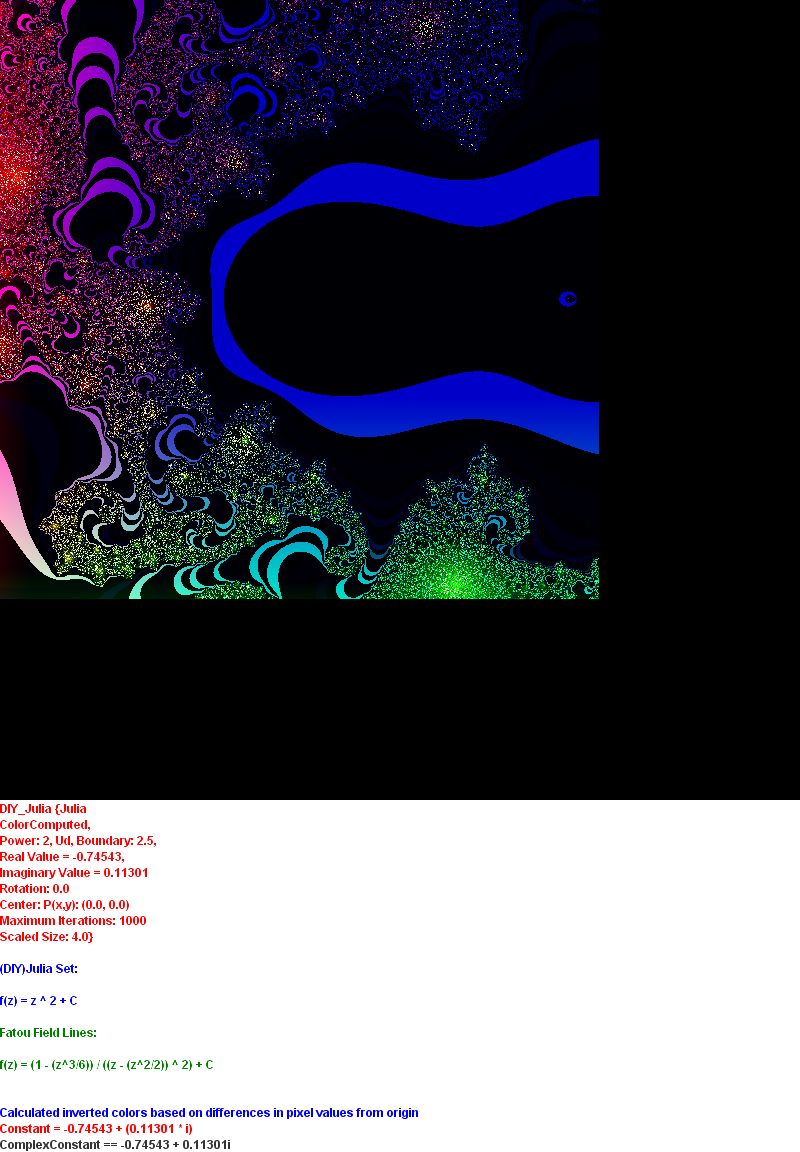 DIY_Julia {Julia
ColorComputed,
Power: 2, Ud, Boundary: 2.5,
Real Value = -0.74543,
Imaginary Value = 0.11301
Rotation: 0.0
Center: P(x,y): (0.0, 0.0)
Maximum Iterations: 1000
Scaled Size: 4.0}
(DIY)Julia Set:
f(z) = z ^ 2 + C
Fatou Field Lines:
f(z) = (1 - (z^3/6)) / ((z - (z^2/2)) ^ 2) + C
Calculated inverted colors based on differences in pixel values from origin
Constant = -0.74543 + (0.11301 * i)
ComplexConstant == -0.74543 + 0.11301i